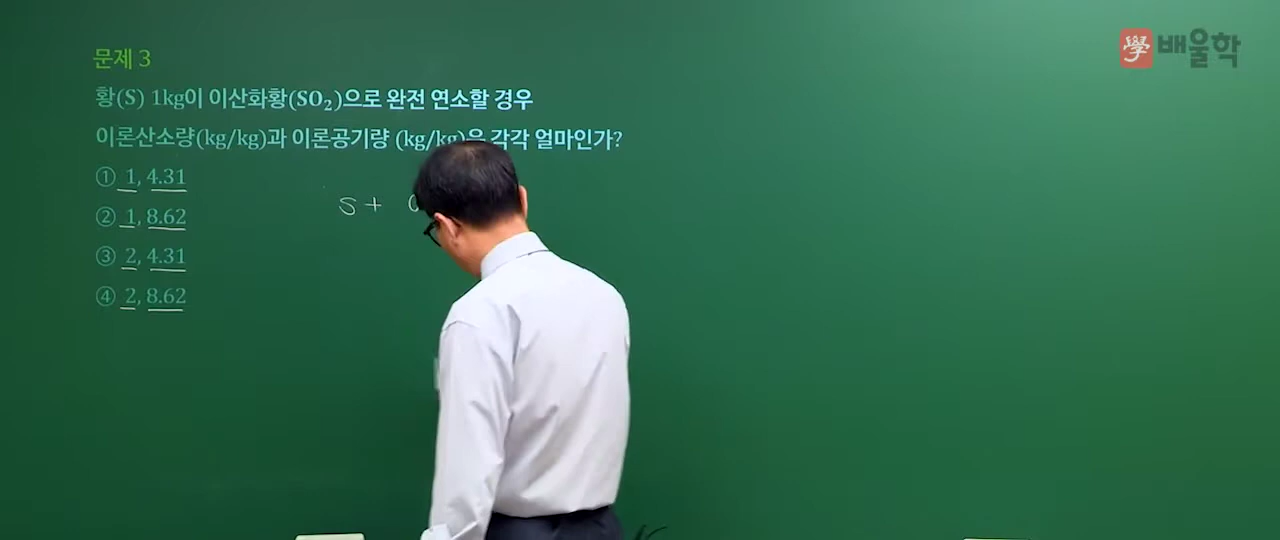 學 배울학
문제 3
황(S) 1kg이 이산화황(SO₂)으로 완전 연소할 경우
이론산소량(kg/kg)과 이론공기량 (kg/kg)은 각각 얼마인가?
① 1, 4.31
S +
② 1, 8.62
③ 2, 4.31
④ 2, 8.62